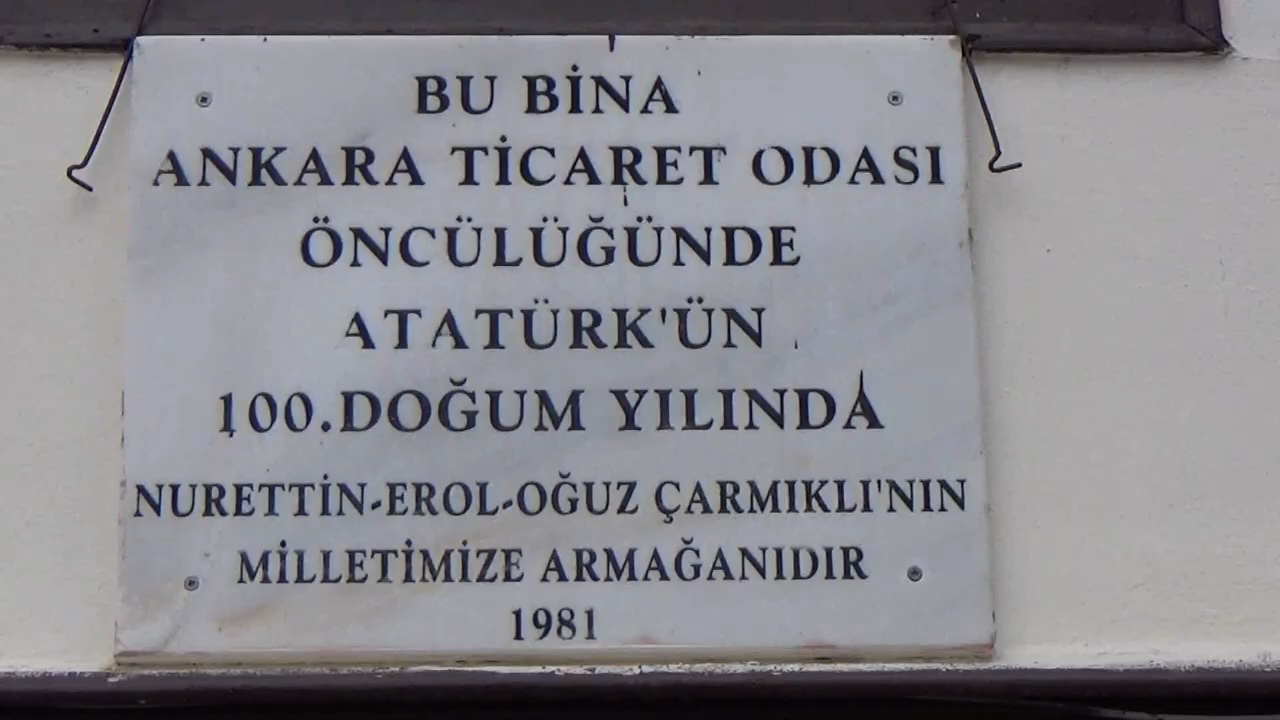 BU BİNA
ANKARA TİCARET ODASI
ÖNCÜLÜĞÜNDE
ATATÜRK'ÜN
100.DOĞUM YILINDA
NURETTİN-EROL-OĞUZ ÇARMIKLI'NIN
MİLLETİMİZE ARMAĞANIDIR
1981